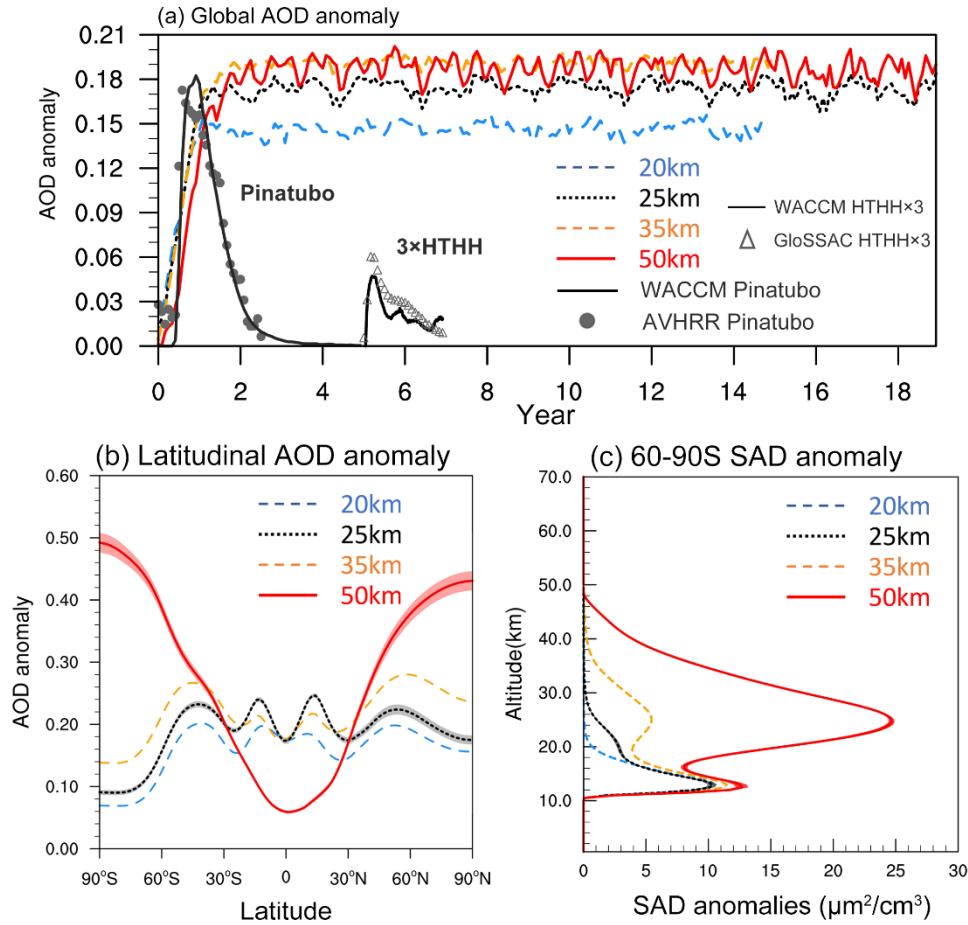 (a) Global AOD anomaly
AOD anomaly
0.21
0.18
0.15
0.12
0.09
0.06
0.03
0.00
Pinatubo
3×HTHH
20km
25km
35km
50km
WACCM HTHH×3
GloSSAC HTHH×3
WACCM Pinatubo
AVHRR Pinatubo
0 2 4 6 8 10 12 14 16 18
Year
(b) Latitudinal AOD anomaly
AOD anomaly
0.60
0.50
0.40
0.30
0.20
0.10
0.00
20km
25km
35km
50km
90°S 60°S 30°S 0 30°N 60°N 90°N
Latitude
(c) 60-90S SAD anomaly
Altitude(km)
70.0
60.0
50.0
40.0
30.0
20.0
10.0
20km
25km
35km
50km
0 5 10 15 20 25 30
SAD anomalies (μm²/cm³)